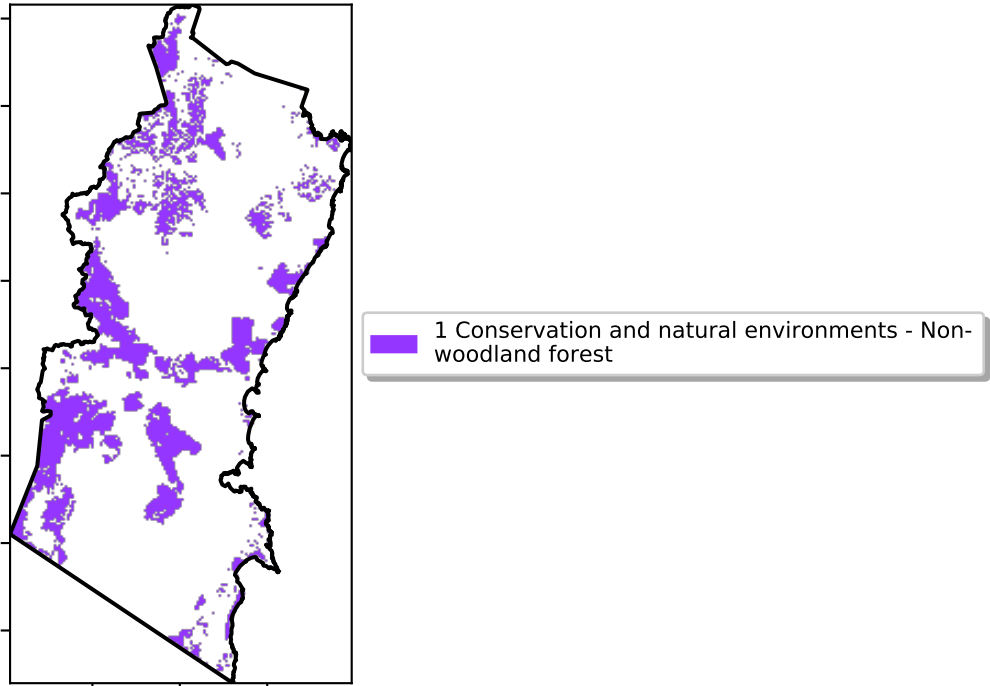 1 Conservation and natural environments - Non-
woodland forest